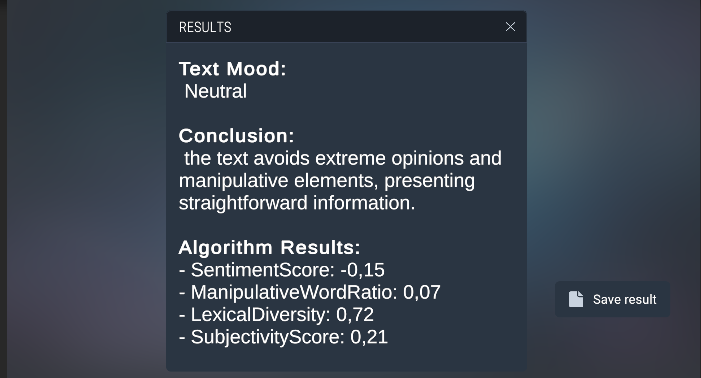 RESULTS
Text Mood:
Neutral
Conclusion:
the text avoids extreme opinions and
manipulative elements, presenting
straightforward information.
Algorithm Results:
- SentimentScore: -0,15
- ManipulativeWordRatio: 0,07
- LexicalDiversity: 0,72
- SubjectivityScore: 0,21
Save result